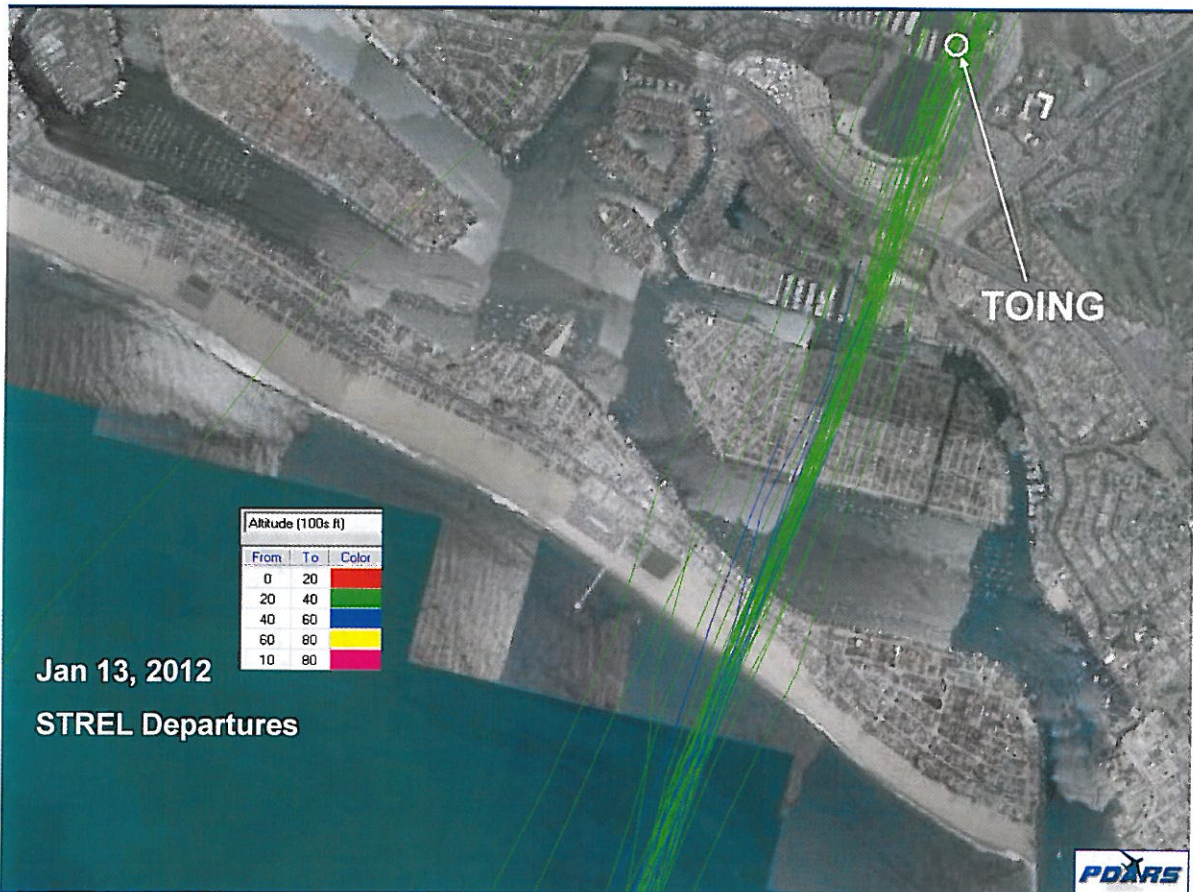 TOING
Altitude (100s ft)
From To Color
0 20
20 40
40 60
60 80
10 80
Jan 13, 2012
STREL Departures
PDARS